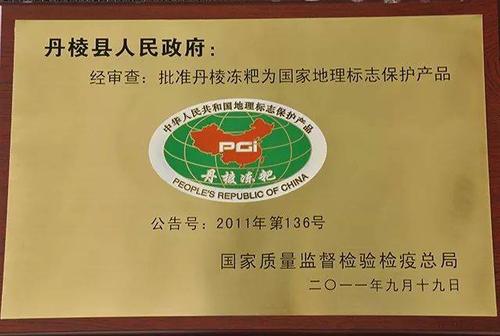 丹棱县人民政府：
经审查：批准丹棱冻粑为国家地理标志保护产品
中华人民共和国地理标志保护产品
PGi
丹棱冻粑
PEOPLE'S REPUBLIC OF CHINA
公告号：2011年第136号
国家质量监督检验检疫总局
二〇一一年九月十九日